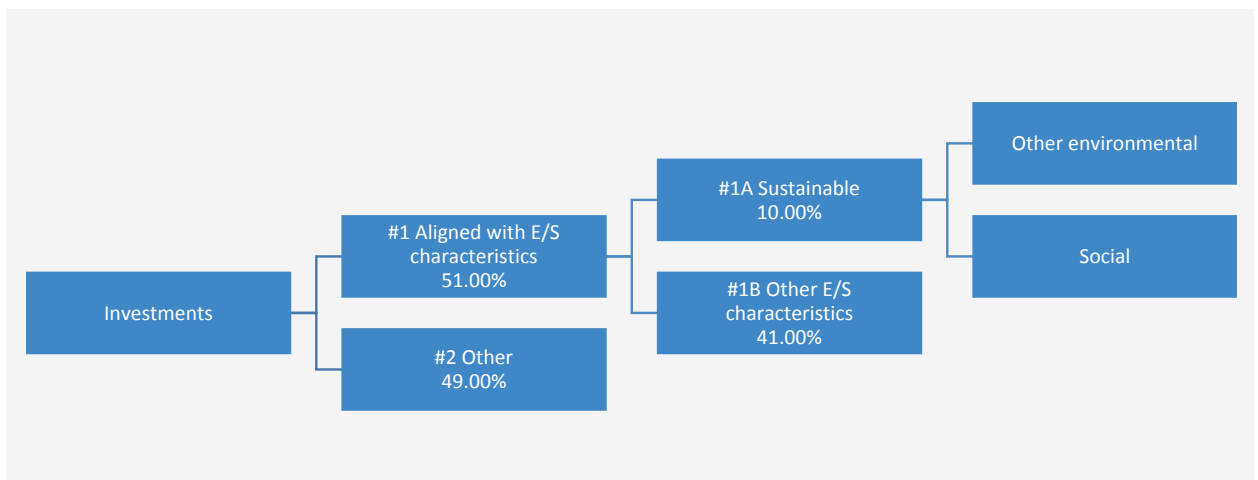 Investments
#1 Aligned with E/S
characteristics
51.00%
#2 Other
49.00%
#1A Sustainable
10.00%
#1B Other E/S
characteristics
41.00%
Other environmental
Social